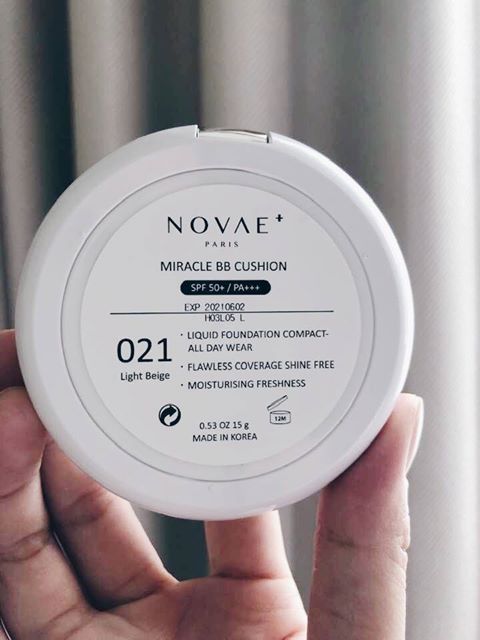 NOVAE+
PARIS
MIRACLE BB CUSHION
SPF 50+ / PA+++
EXP 20210602
H03L05 L
021
Light Beige
· LIQUID FOUNDATION COMPACT-
ALL DAY WEAR
· FLAWLESS COVERAGE SHINE FREE
· MOISTURISING FRESHNESS
12M
0.53 OZ 15 g
MADE IN KOREA